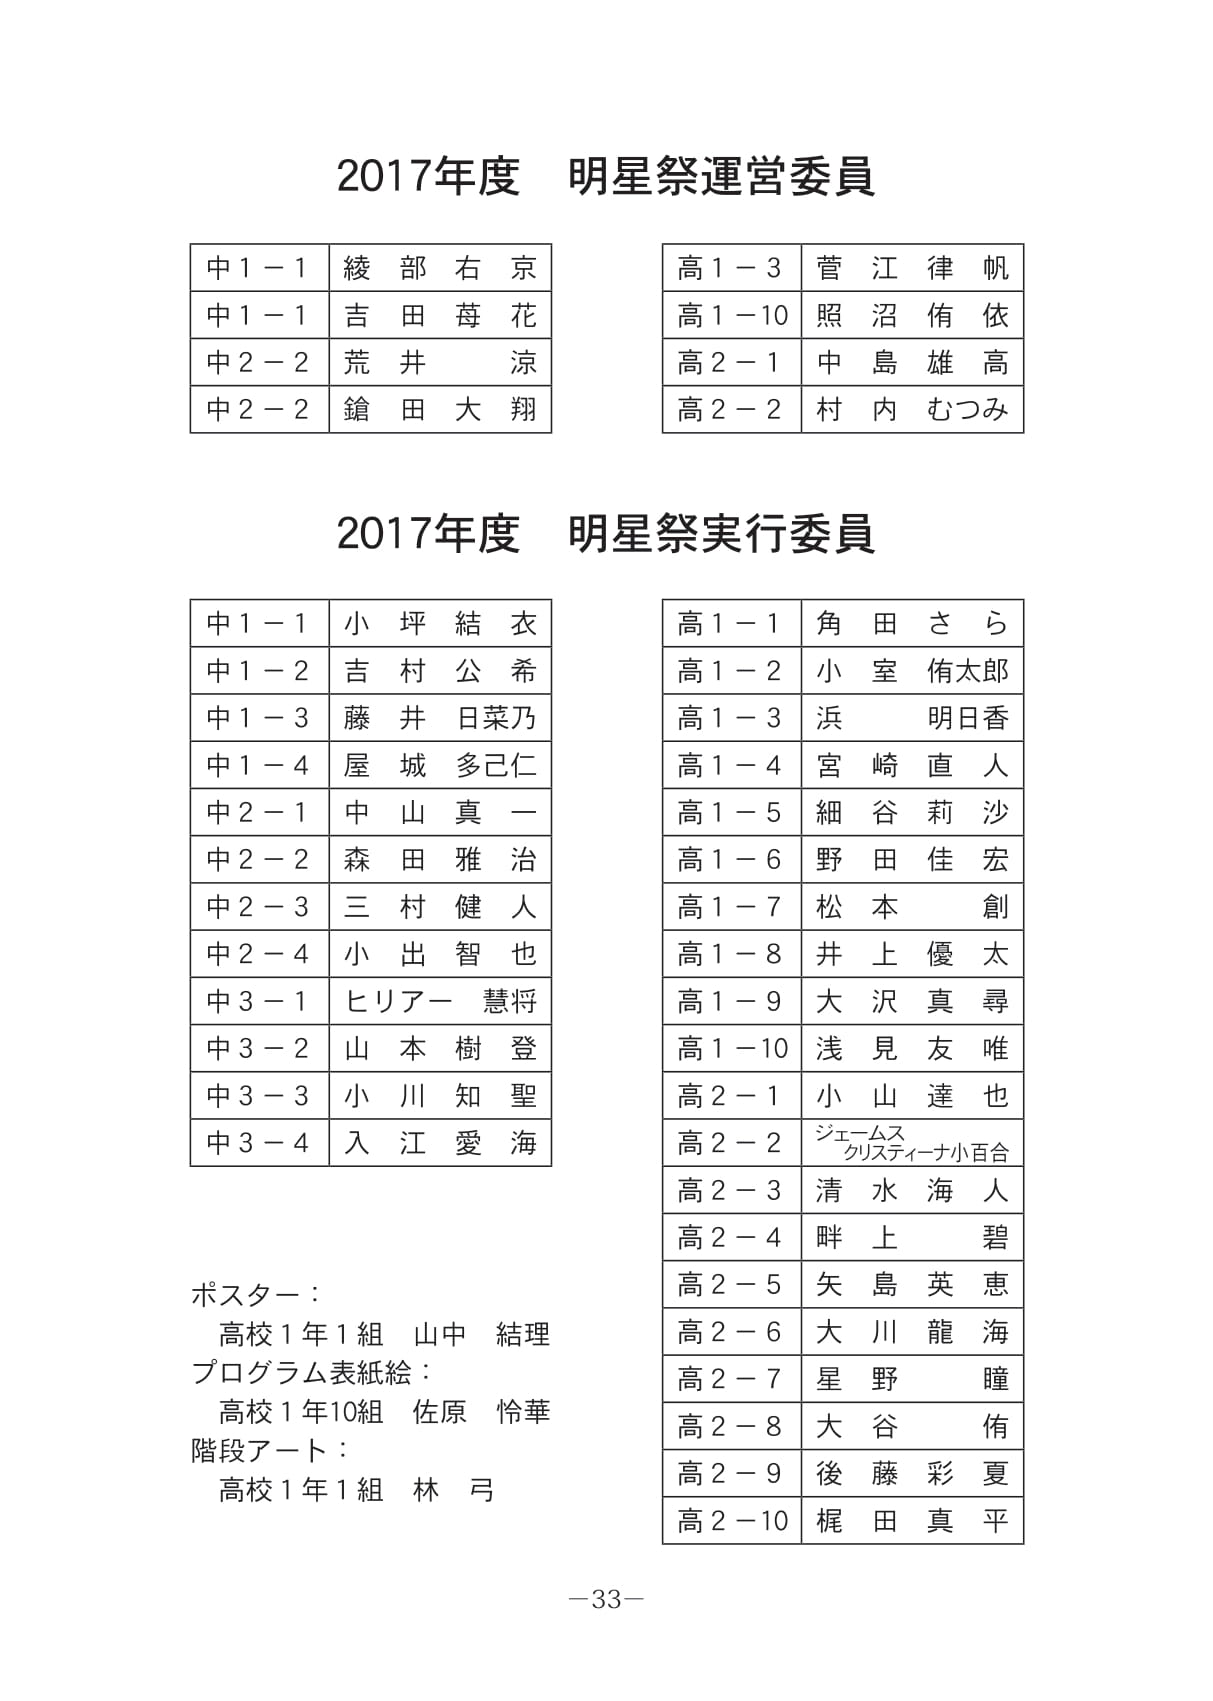 2017年度　明星祭運営委員
中1－1 綾部右京
中1－1 吉田苺花
中2－2 荒井涼
中2－2 鎗田大翔
高1－3 菅江律帆
高1－10 照沼侑依
高2－1 中島雄高
高2－2 村内むつみ
2017年度　明星祭実行委員
中1－1 小坪結衣
中1－2 吉村公希
中1－3 藤井日菜乃
中1－4 屋城多己仁
中2－1 中山真一
中2－2 森田雅治
中2－3 三村健人
中2－4 小出智也
中3－1 ヒリアー　慧将
中3－2 山本樹登
中3－3 小川知聖
中3－4 入江愛海
ポスター：
高校1年1組　山中　結理
プログラム表紙絵：
高校1年10組　佐原　怜華
階段アート：
高校1年1組　林　弓
高1－1 角田さら
高1－2 小室侑太郎
高1－3 浜明日香
高1－4 宮崎直人
高1－5 細谷莉沙
高1－6 野田佳宏
高1－7 松本創
高1－8 井上優太
高1－9 大沢真尋
高1－10 浅見友唯
高2－1 小山達也
高2－2 ジェームス
クリスティーナ小百合
高2－3 清水海人
高2－4 畔上碧
高2－5 矢島英恵
高2－6 大川龍海
高2－7 星野瞳
高2－8 大谷侑
高2－9 後藤彩夏
高2－10 梶田真平
―33―